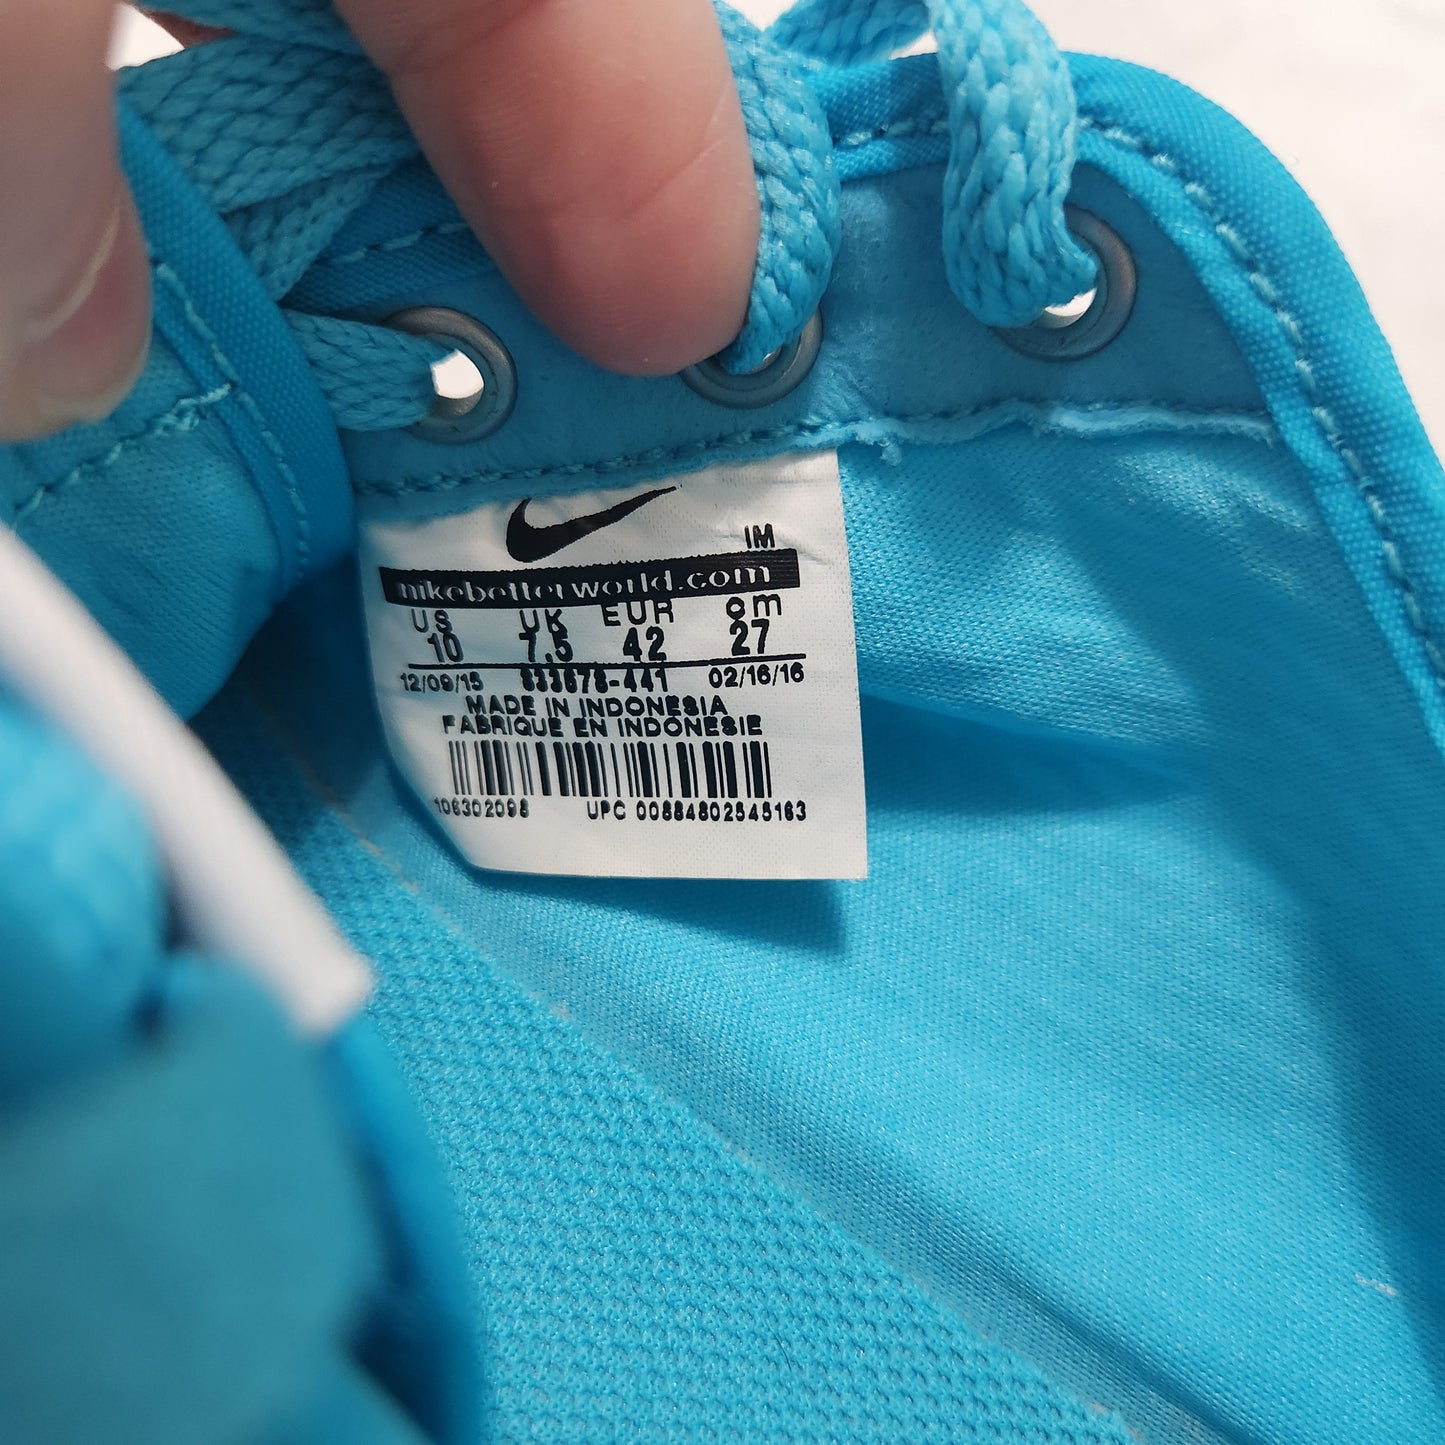 IM
nikebetterworld.com
US UK EUR cm
10 7.5 42 27
12/09/15 833678-441 02/16/16
MADE IN INDONESIA
FABRIQUE EN INDONESIE
106302098 UPC 00884802545163